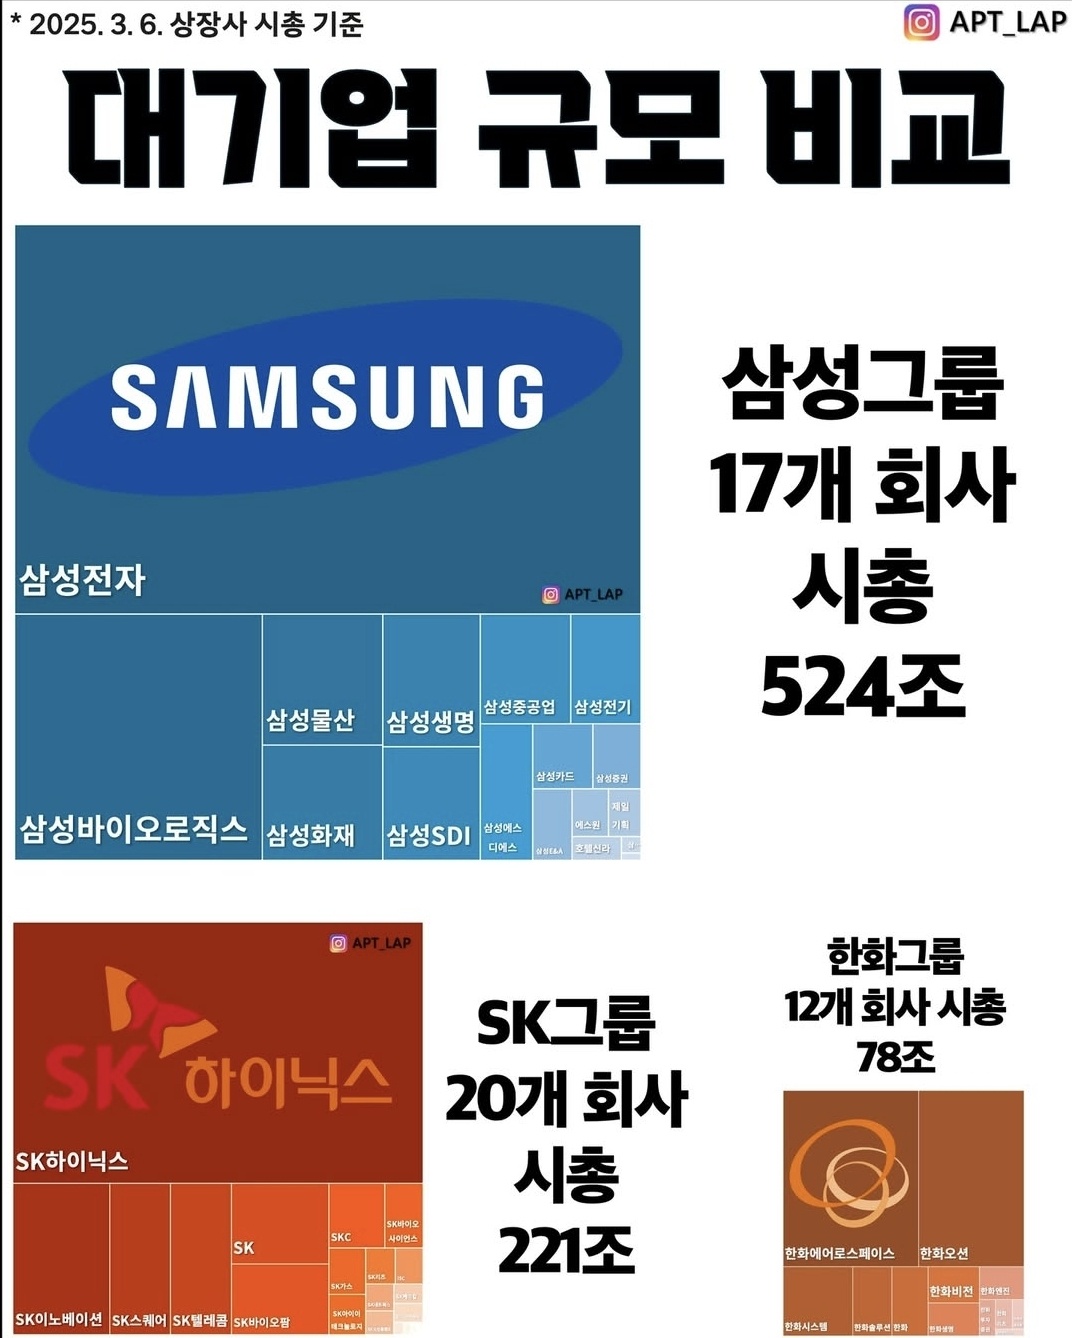 * 2025. 3. 6. 상장사 시총 기준
APT_LAP
대기업 규모 비교
SAMSUNG
삼성전자
APT_LAP
삼성바이오로직스
삼성물산
삼성화재
삼성생명
삼성SDI
삼성중공업
삼성전기
삼성에스
디에스
삼성카드
삼성증권
삼성E&A
에스원
제일
기획
호텔신라
삼성그룹
17개 회사
시총
524조
APT_LAP
SK하이닉스
SK하이닉스
SK이노베이션
SK스퀘어
SK텔레콤
SK
SK바이오팜
SKC
SK바이오
사이언스
SK가스
SK아이이
테크놀로지
SK그룹
20개 회사
시총
221조
한화그룹
12개 회사 시총
78조
한화에어로스페이스
한화오션
한화시스템
한화솔루션
한화
한화비전
한화생명
한화엔진